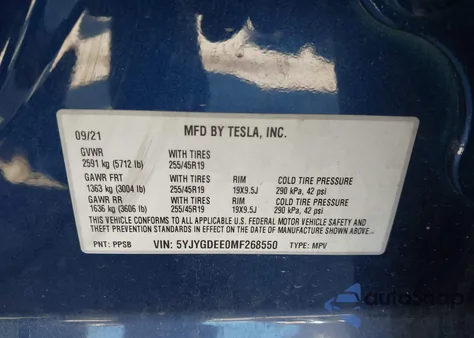 09/21 MFD BY TESLA, INC.
GVWR WITH TIRES
2591 kg (5712 lb) 255/45R19
GAWR FRT WITH TIRES RIM COLD TIRE PRESSURE
1363 kg (3004 lb) 255/45R19 19X9.5J 290 kPa, 42 psi
GAWR RR WITH TIRES RIM COLD TIRE PRESSURE
1636 kg (3606 lb) 255/45R19 19X9.5J 290 kPa, 42 psi
THIS VEHICLE CONFORMS TO ALL APPLICABLE U.S. FEDERAL MOTOR VEHICLE SAFETY AND
THEFT PREVENTION STANDARDS IN EFFECT ON THE DATE OF MANUFACTURE SHOWN ABOVE.
PNT: PPSB VIN: 5YJYGDEE0MF268550 TYPE: MPV
AutoSnap